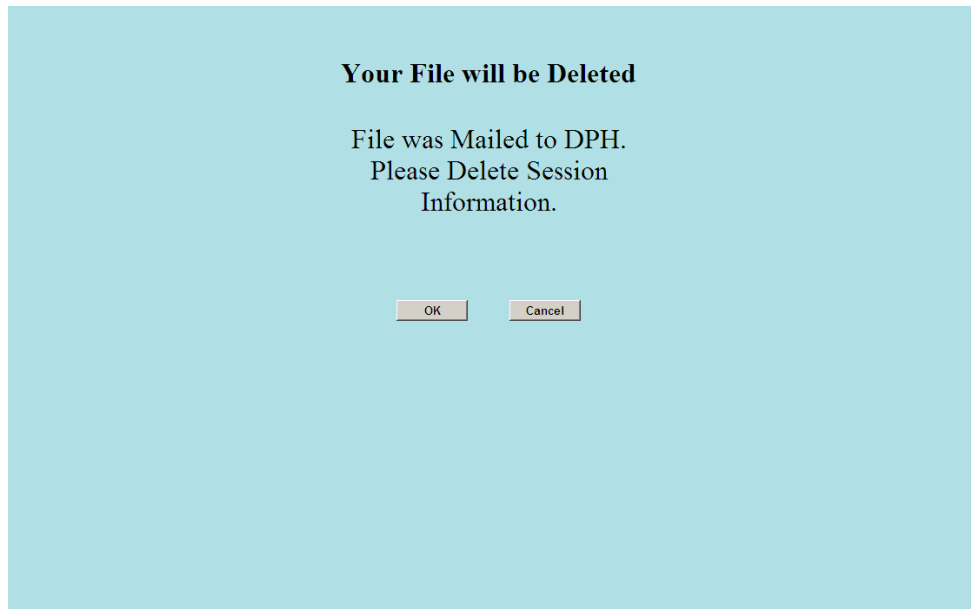 Your File will be Deleted
File was Mailed to DPH.
Please Delete Session
Information.
OK
Cancel